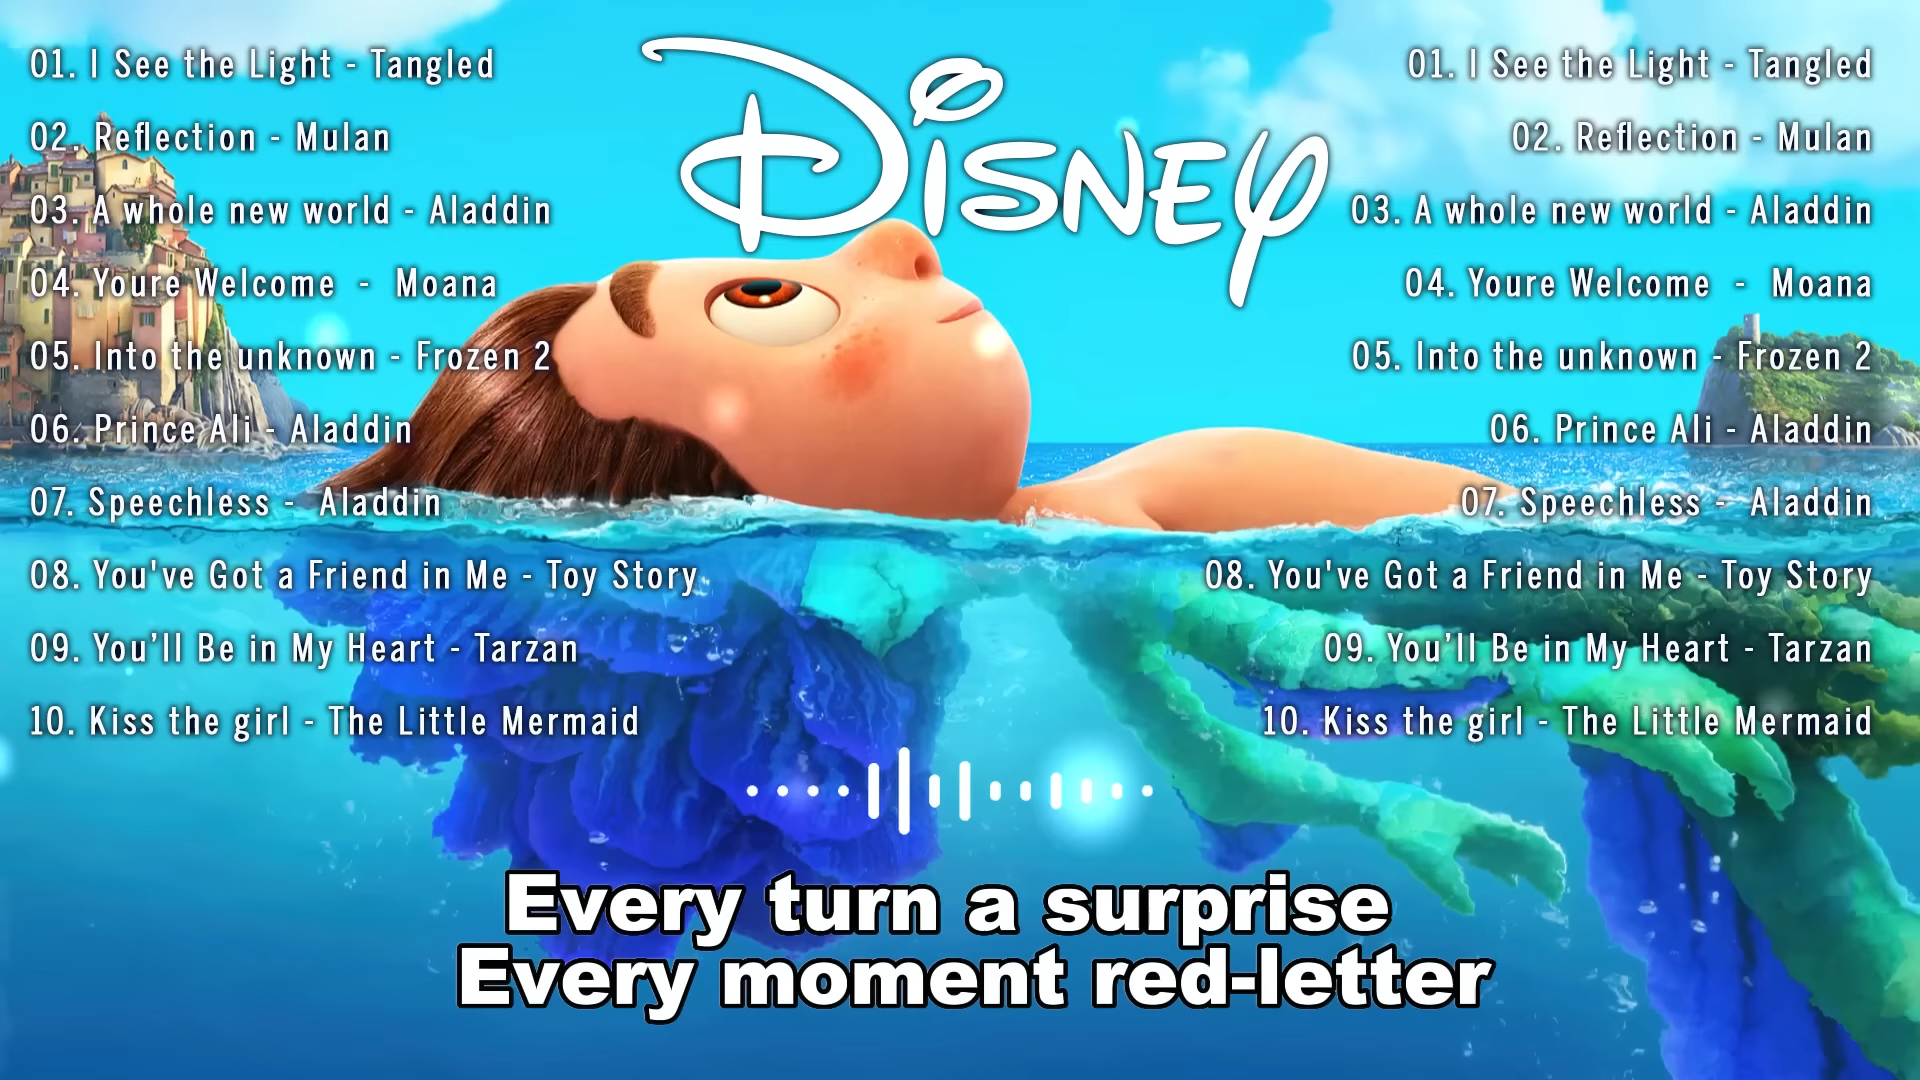 DISNEY
01. I See the Light - Tangled
02. Reflection - Mulan
03. A whole new world - Aladdin
04. Youre Welcome - Moana
05. Into the unknown - Frozen 2
06. Prince Ali - Aladdin
07. Speechless - Aladdin
08. You've Got a Friend in Me - Toy Story
09. You’ll Be in My Heart - Tarzan
10. Kiss the girl - The Little Mermaid
01. I See the Light - Tangled
02. Reflection - Mulan
03. A whole new world - Aladdin
04. Youre Welcome - Moana
05. Into the unknown - Frozen 2
06. Prince Ali - Aladdin
07. Speechless - Aladdin
08. You've Got a Friend in Me - Toy Story
09. You’ll Be in My Heart - Tarzan
10. Kiss the girl - The Little Mermaid
Every turn a surprise
Every moment red-letter